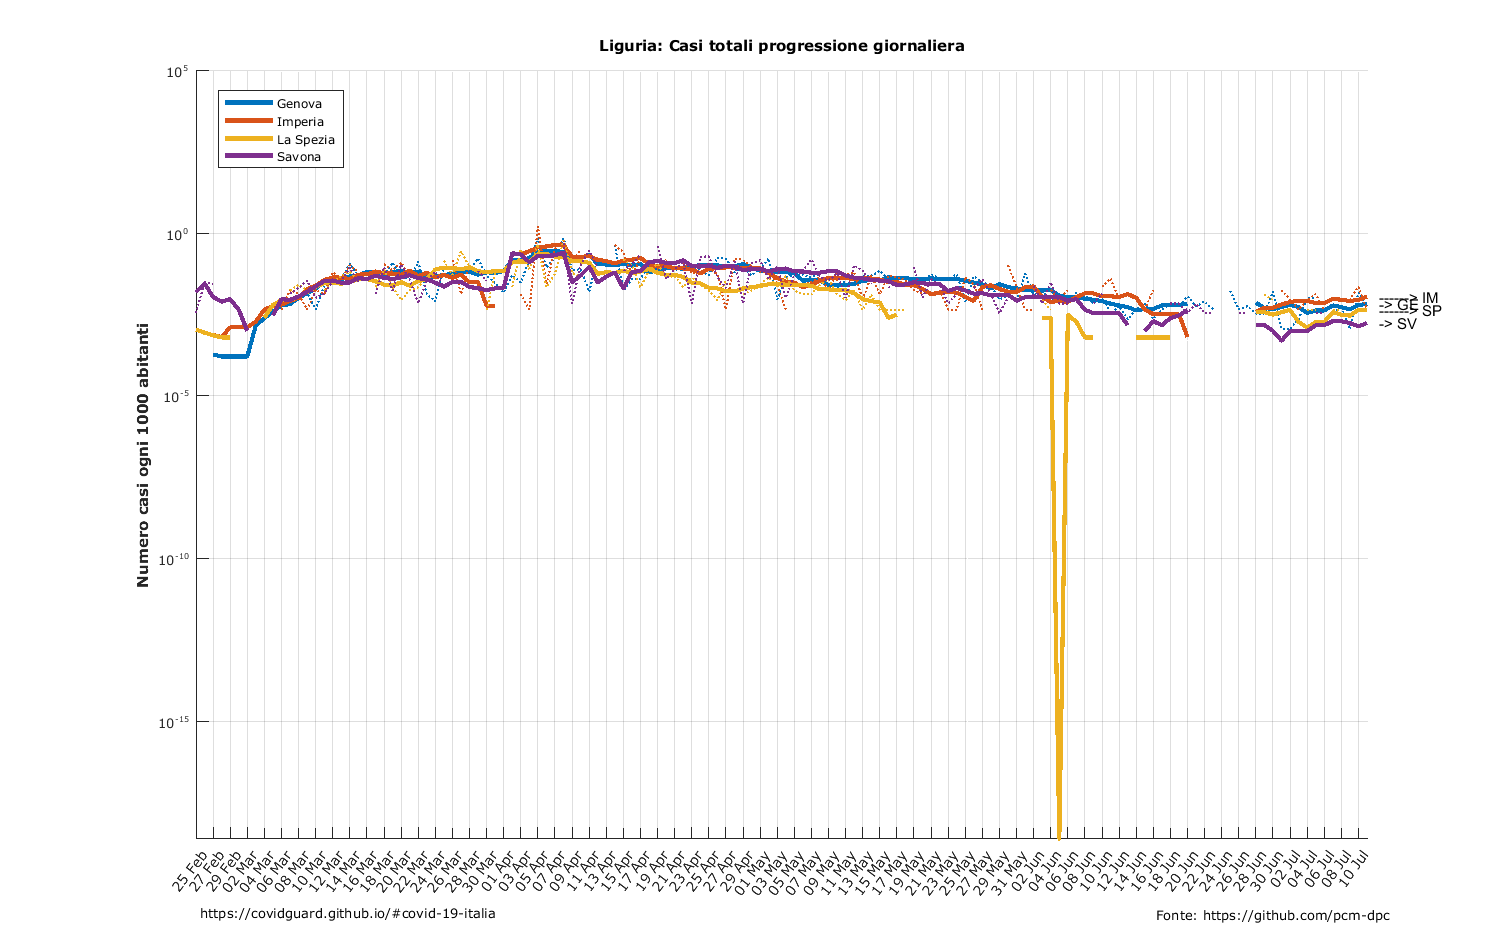 Liguria: Casi totali progressione giornaliera
10^5
10^0
10^-5
10^-10
10^-15
Numero casi ogni 1000 abitanti
Genova
Imperia
La Spezia
Savona
------> IM
-> GE
------> SP
-> SV
25 Feb
27 Feb
29 Feb
02 Mar
04 Mar
06 Mar
08 Mar
10 Mar
12 Mar
14 Mar
16 Mar
18 Mar
20 Mar
22 Mar
24 Mar
26 Mar
28 Mar
30 Mar
01 Apr
03 Apr
05 Apr
07 Apr
09 Apr
11 Apr
13 Apr
15 Apr
17 Apr
19 Apr
21 Apr
23 Apr
25 Apr
27 Apr
29 Apr
01 May
03 May
05 May
07 May
09 May
11 May
13 May
15 May
17 May
19 May
21 May
23 May
25 May
27 May
29 May
31 May
02 Jun
04 Jun
06 Jun
08 Jun
10 Jun
12 Jun
14 Jun
16 Jun
18 Jun
20 Jun
22 Jun
24 Jun
26 Jun
28 Jun
30 Jun
02 Jul
04 Jul
06 Jul
08 Jul
10 Jul
https://covidguard.github.io/#covid-19-italia
Fonte: https://github.com/pcm-dpc